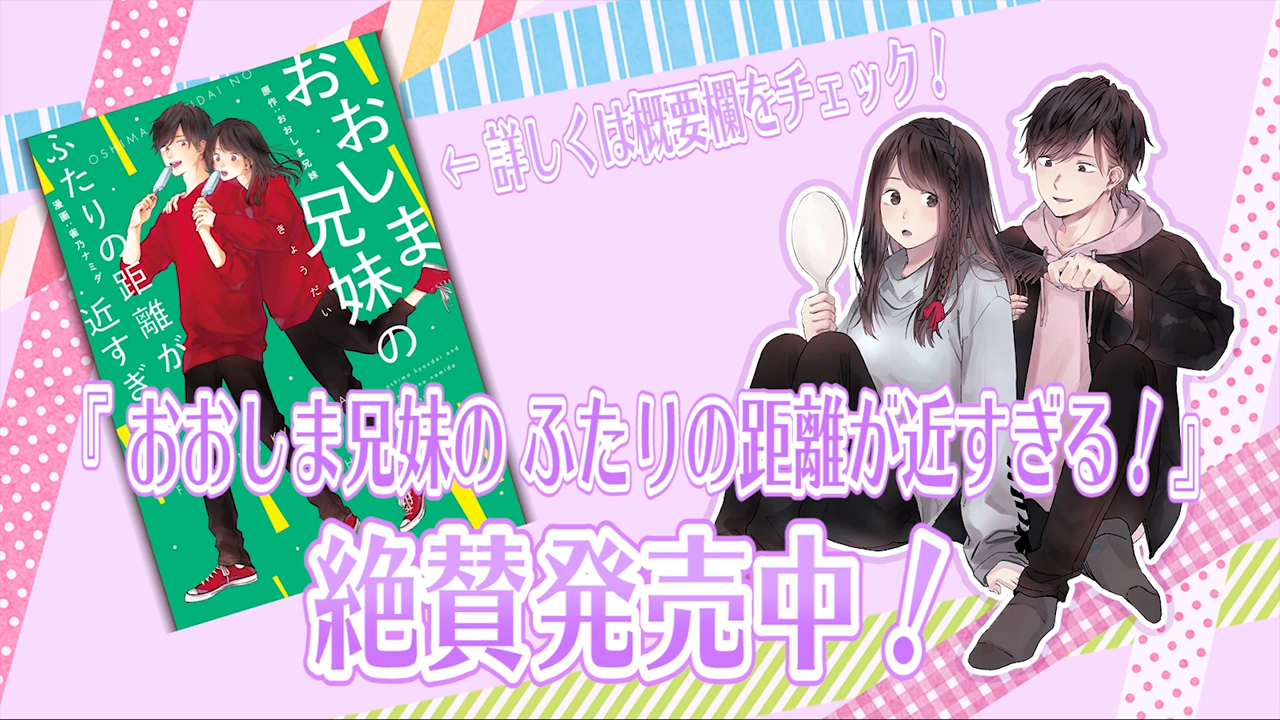 ← 詳しくは概要欄をチェック！
OSHIMA
IDAI NO
おおしま
兄妹の
きょうだい
原作：おおしま兄妹
ふたりの
距離が
近すぎ
漫画：雀乃ナミダ
『おおしま兄妹の ふたりの距離が近すぎる！』
絶賛発売中！